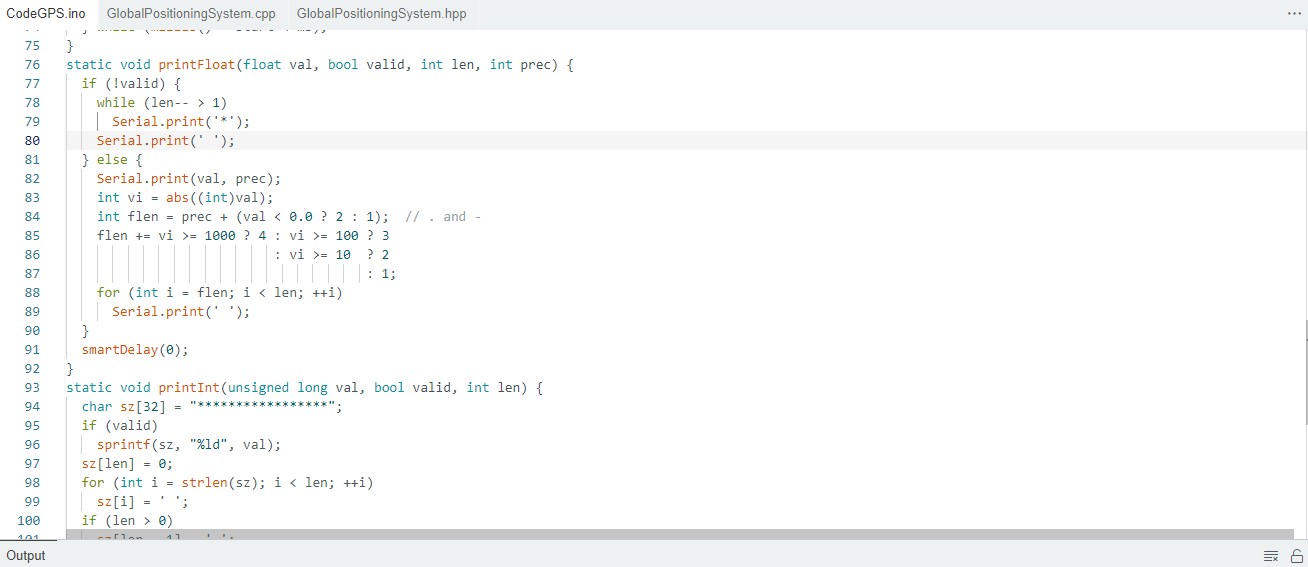 CodeGPS.ino GlobalPositioningSystem.cpp GlobalPositioningSystem.hpp ...
75 }
76 static void printFloat(float val, bool valid, int len, int prec) {
77 if (!valid) {
78 while (len-- > 1)
79 Serial.print('*');
80 Serial.print(' ');
81 } else {
82 Serial.print(val, prec);
83 int vi = abs((int)val);
84 int flen = prec + (val < 0.0 ? 2 : 1); // . and -
85 flen += vi >= 1000 ? 4 : vi >= 100 ? 3
86 : vi >= 10 ? 2
87 : 1;
88 for (int i = flen; i < len; ++i)
89 Serial.print(' ');
90 }
91 smartDelay(0);
92 }
93 static void printInt(unsigned long val, bool valid, int len) {
94 char sz[32] = "*****************";
95 if (valid)
96 sprintf(sz, "%ld", val);
97 sz[len] = 0;
98 for (int i = strlen(sz); i < len; ++i)
99 sz[i] = ' ';
100 if (len > 0)
Output